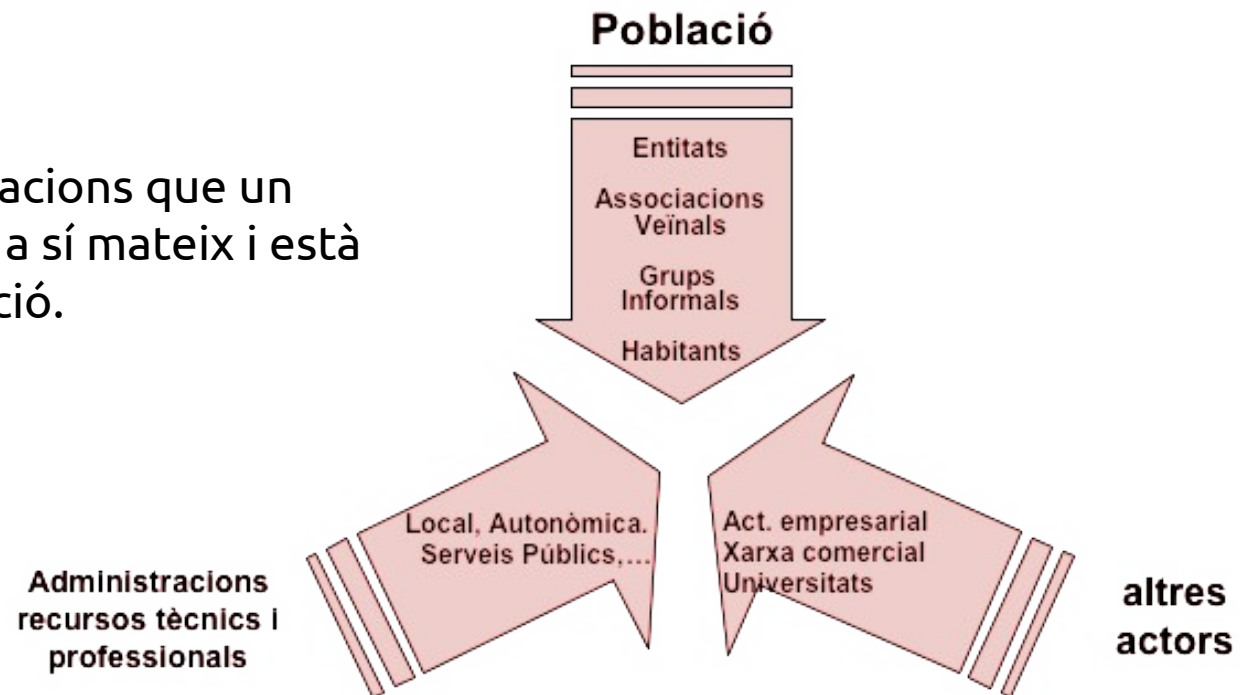 Població
acions que un
a sí mateix i està
ció.
Entitats
Associacions
Veïnals
Grups
Informals
Habitants
Local, Autonòmica.
Serveis Públics,...
Act. empresarial
Xarxa comercial
Universitats
Administracions
recursos tècnics i
professionals
altres
actors